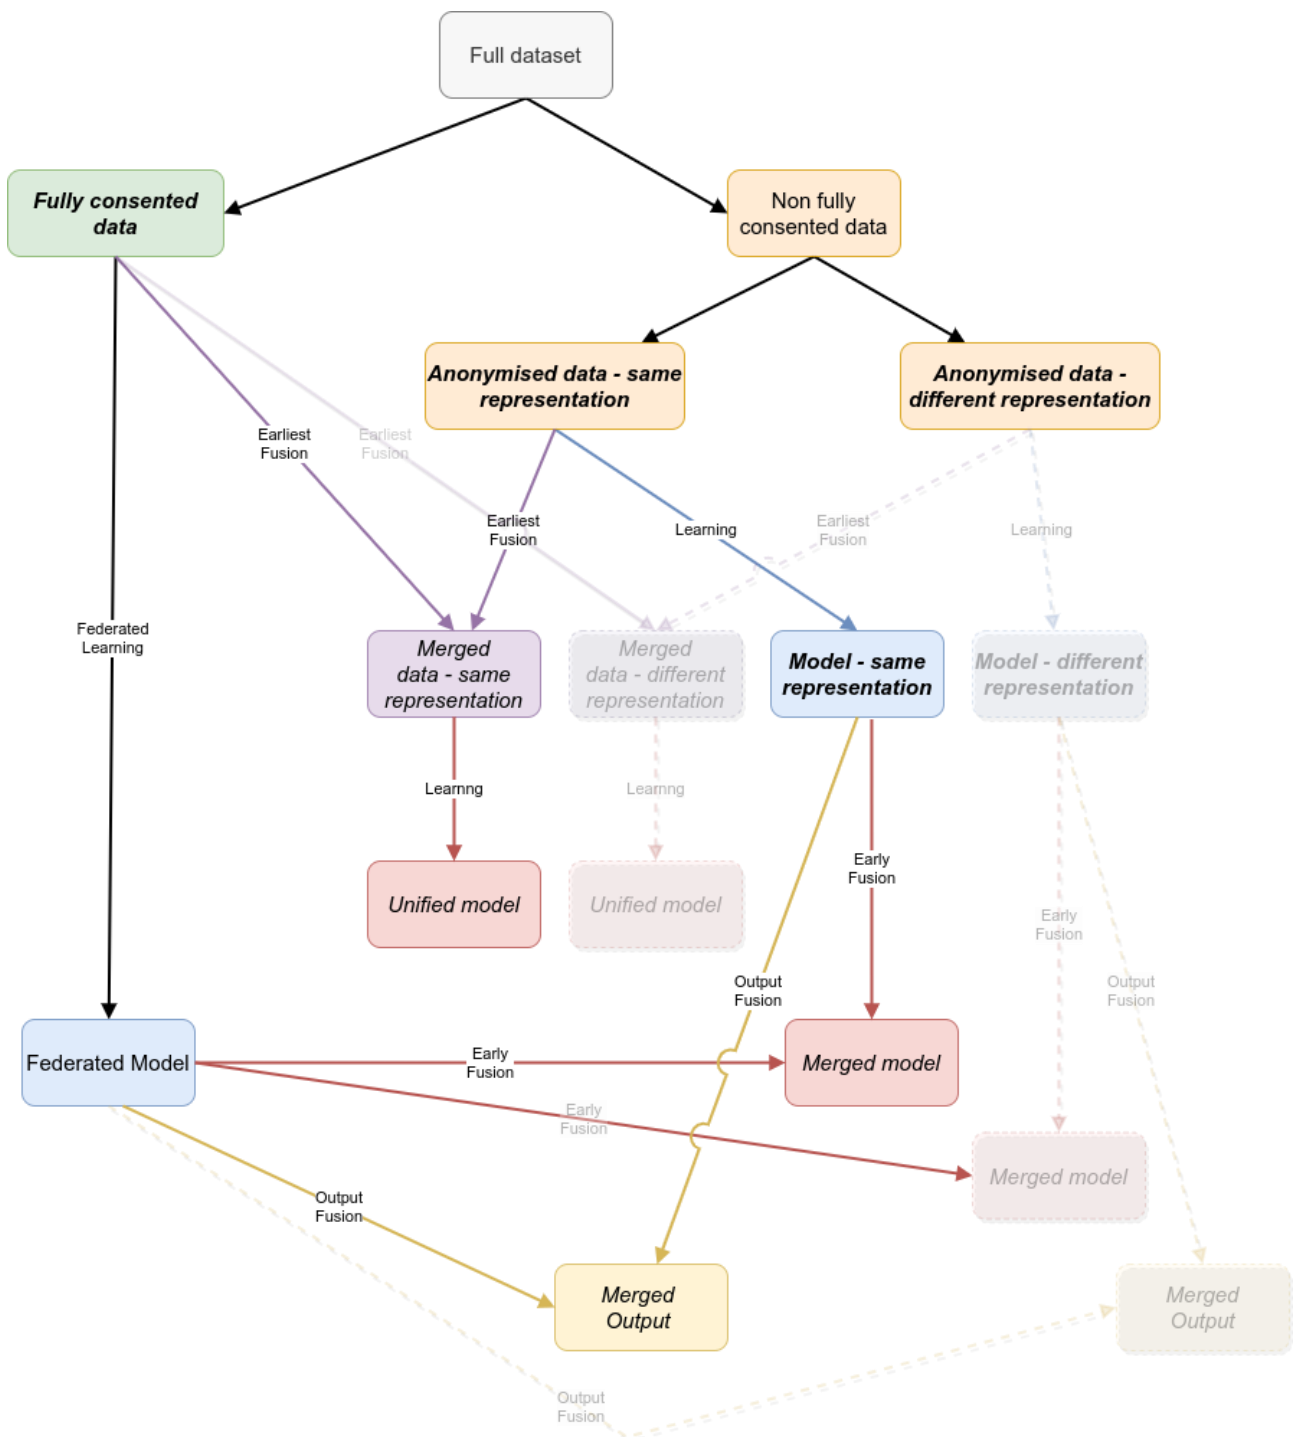 Full dataset
Fully consented
data
Non fully
consented data
Anonymised data - same
representation
Anonymised data -
different representation
Earliest
Fusion
Earliest
Fusion
Earliest
Fusion
Learning
Earliest
Fusion
Learning
Federated
Learning
Merged
data - same
representation
Merged
data - different
representation
Model - same
representation
Model - different
representation
Learnng
Learnng
Early
Fusion
Unified model
Unified model
Early
Fusion
Output
Fusion
Output
Fusion
Federated Model
Early
Fusion
Merged model
Early
Fusion
Merged model
Output
Fusion
Merged
Output
Merged
Output
Output
Fusion